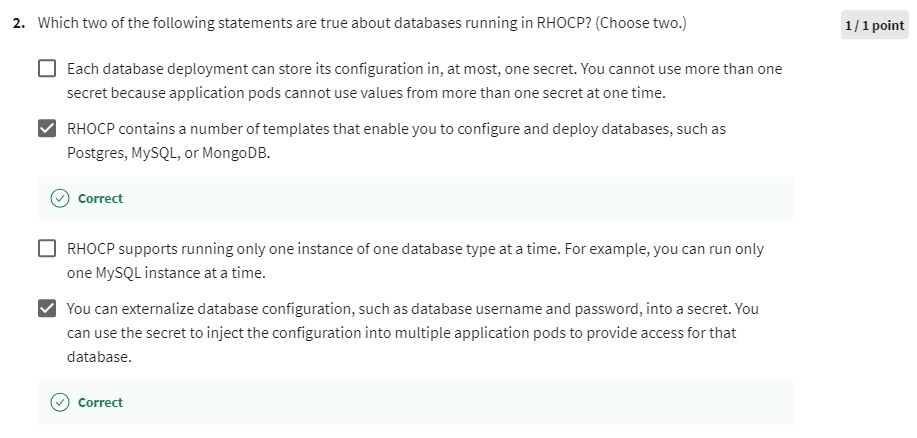 2. Which two of the following statements are true about databases running in RHOCP? (Choose two.)
1 / 1 point
Each database deployment can store its configuration in, at most, one secret. You cannot use more than one
secret because application pods cannot use values from more than one secret at one time.
RHOCP contains a number of templates that enable you to configure and deploy databases, such as
Postgres, MySQL, or MongoDB.
Correct
RHOCP supports running only one instance of one database type at a time. For example, you can run only
one MySQL instance at a time.
You can externalize database configuration, such as database username and password, into a secret. You
can use the secret to inject the configuration into multiple application pods to provide access for that
database.
Correct